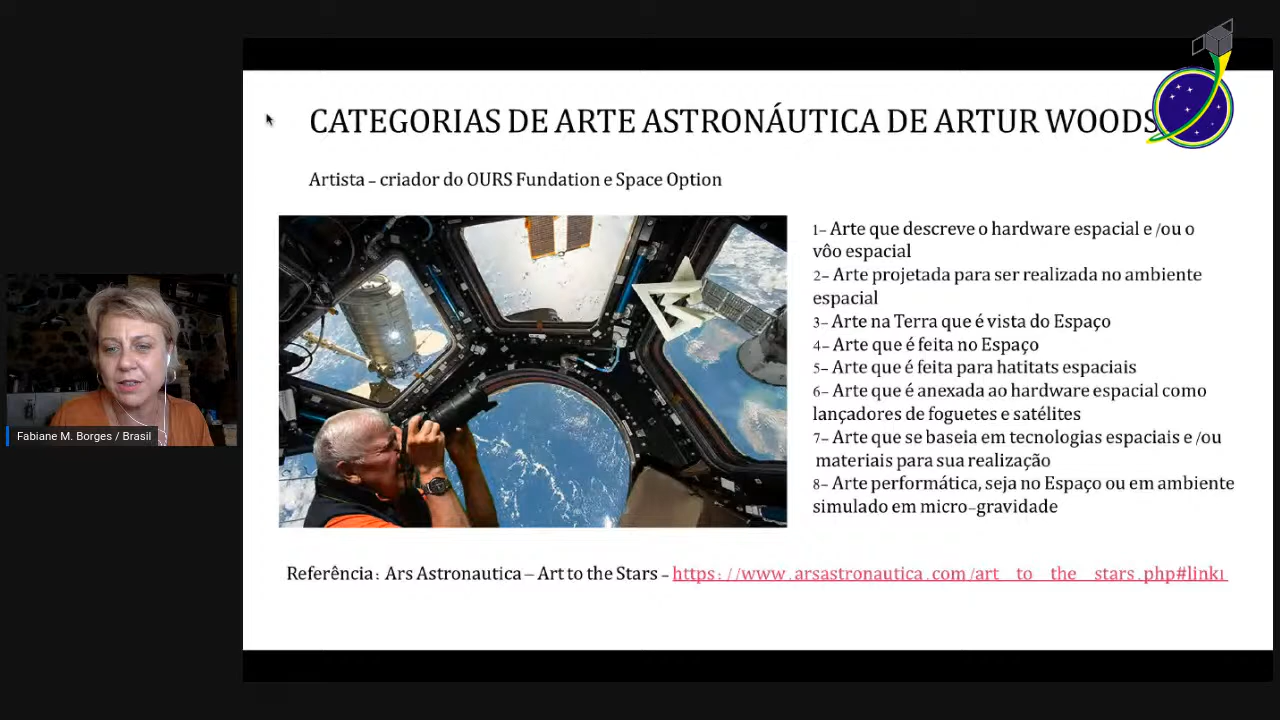 CATEGORIAS DE ARTE ASTRONÁUTICA DE ARTUR WOODS
Artista – criador do OURS Fundation e Space Option
1– Arte que descreve o hardware espacial e /ou o
vôo espacial
2– Arte projetada para ser realizada no ambiente
espacial
3– Arte na Terra que é vista do Espaço
4– Arte que é feita no Espaço
5– Arte que é feita para hatitats espaciais
6– Arte que é anexada ao hardware espacial como
lançadores de foguetes e satélites
7– Arte que se baseia em tecnologias espaciais e /ou
materiais para sua realização
8– Arte performática, seja no Espaço ou em ambiente
simulado em micro–gravidade
Fabiane M. Borges / Brasil
Referência: Ars Astronautica – Art to the Stars – https://www.arsastronautica.com/art_to_the_stars.php#link1